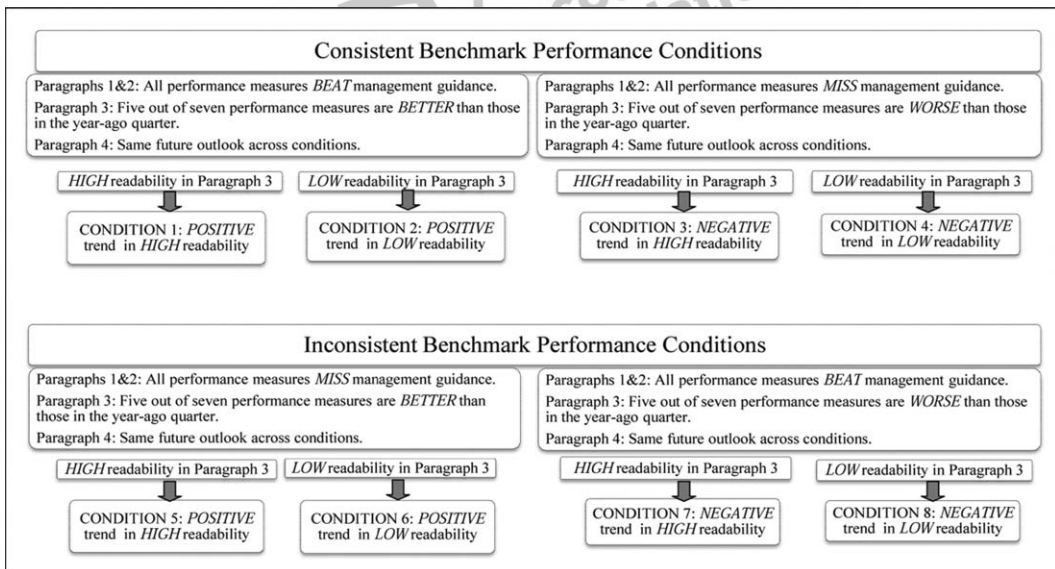 Consistent Benchmark Performance Conditions
Paragraphs 1&2: All performance measures BEAT management guidance.
Paragraph 3: Five out of seven performance measures are BETTER than those
in the year-ago quarter.
Paragraph 4: Same future outlook across conditions.
Paragraphs 1&2: All performance measures MISS management guidance.
Paragraph 3: Five out of seven performance measures are WORSE than those
in the year-ago quarter.
Paragraph 4: Same future outlook across conditions.
HIGH readability in Paragraph 3
LOW readability in Paragraph 3
HIGH readability in Paragraph 3
LOW readability in Paragraph 3
CONDITION 1: POSITIVE
trend in HIGH readability
CONDITION 2: POSITIVE
trend in LOW readability
CONDITION 3: NEGATIVE
trend in HIGH readability
CONDITION 4: NEGATIVE
trend in LOW readability
Inconsistent Benchmark Performance Conditions
Paragraphs 1&2: All performance measures MISS management guidance.
Paragraph 3: Five out of seven performance measures are BETTER than
those in the year-ago quarter.
Paragraph 4: Same future outlook across conditions.
Paragraphs 1&2: All performance measures BEAT management guidance.
Paragraph 3: Five out of seven performance measures are WORSE than those
in the year-ago quarter.
Paragraph 4: Same future outlook across conditions.
HIGH readability in Paragraph 3
LOW readability in Paragraph 3
HIGH readability in Paragraph 3
LOW readability in Paragraph 3
CONDITION 5: POSITIVE
trend in HIGH readability
CONDITION 6: POSITIVE
trend in LOW readability
CONDITION 7: NEGATIVE
trend in HIGH readability
CONDITION 8: NEGATIVE
trend in LOW readability